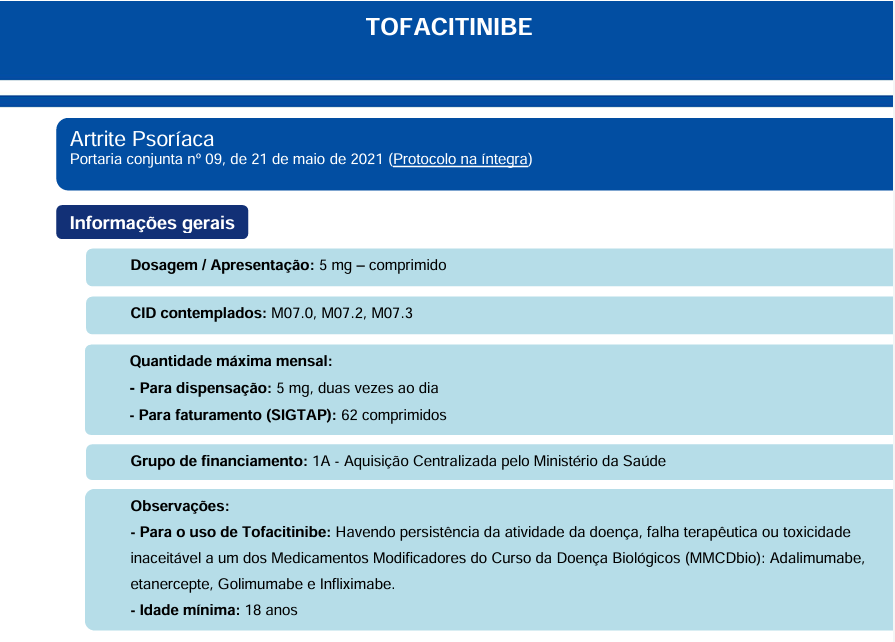 TOFACITINIBE
Artrite Psoríaca
Portaria conjunta nº 09, de 21 de maio de 2021 (Protocolo na íntegra)
Informações gerais
Dosagem / Apresentação: 5 mg – comprimido
CID contemplados: M07.0, M07.2, M07.3
Quantidade máxima mensal:
- Para dispensação: 5 mg, duas vezes ao dia
- Para faturamento (SIGTAP): 62 comprimidos
Grupo de financiamento: 1A - Aquisição Centralizada pelo Ministério da Saúde
Observações:
- Para o uso de Tofacitinibe: Havendo persistência da atividade da doença, falha terapêutica ou toxicidade
inaceitável a um dos Medicamentos Modificadores do Curso da Doença Biológicos (MMCDbio): Adalimumabe,
etanercepte, Golimumabe e Infliximabe.
- Idade mínima: 18 anos